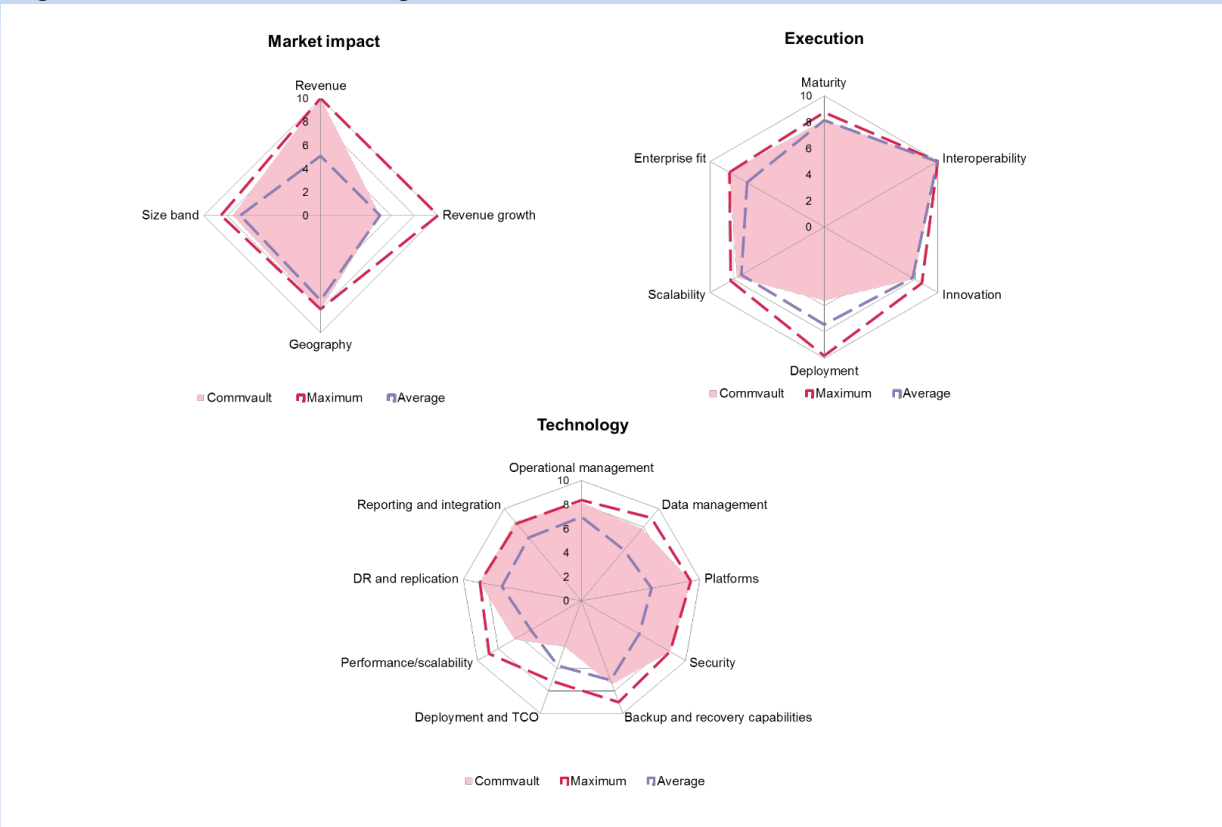 Market impact
Revenue
10
8
6
4
2
0
Size band
Revenue growth
Geography
Commvault Maximum Average
Execution
Maturity
10
8
6
4
2
0
Enterprise fit
Interoperability
Scalability
Innovation
Deployment
Commvault Maximum Average
Technology
Operational management
10
8
6
4
2
0
Reporting and integration
Data management
DR and replication
Platforms
Performance/scalability
Security
Deployment and TCO
Backup and recovery capabilities
Commvault Maximum Average